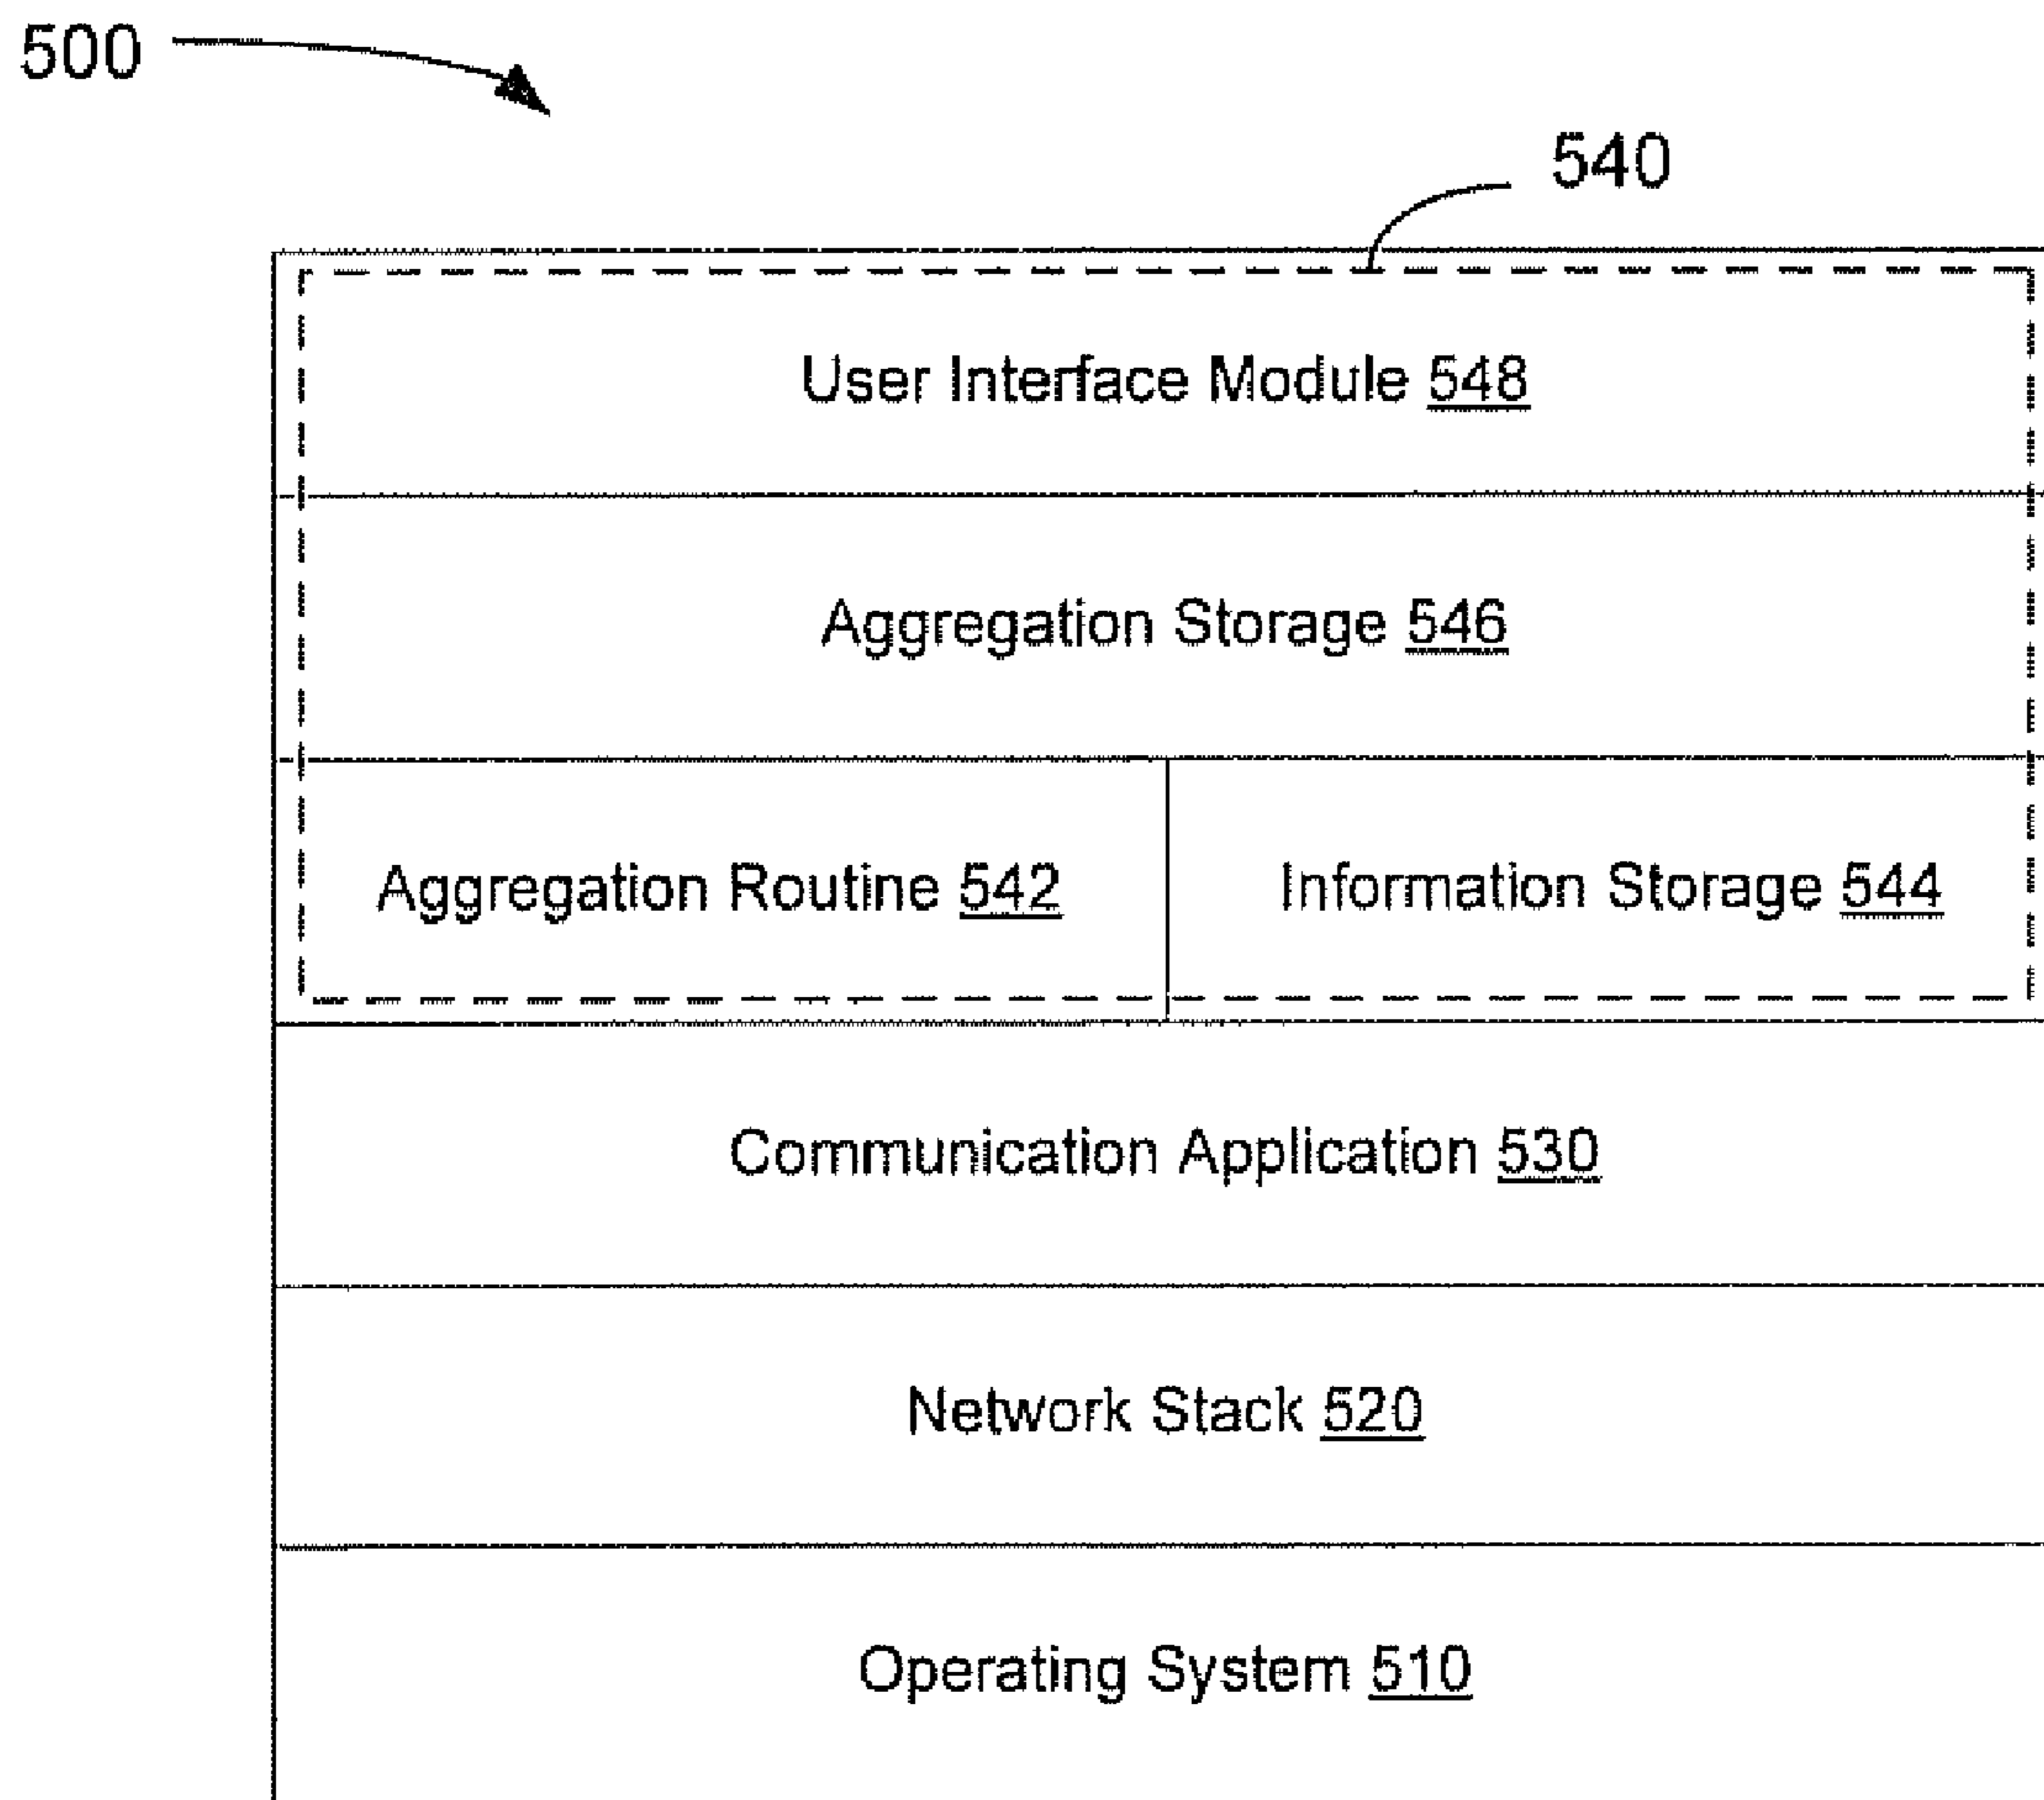 500
540
User Interface Module 548
Aggregation Storage 546
Aggregation Routine 542
Information Storage 544
Communication Application 530
Network Stack 520
Operating System 510